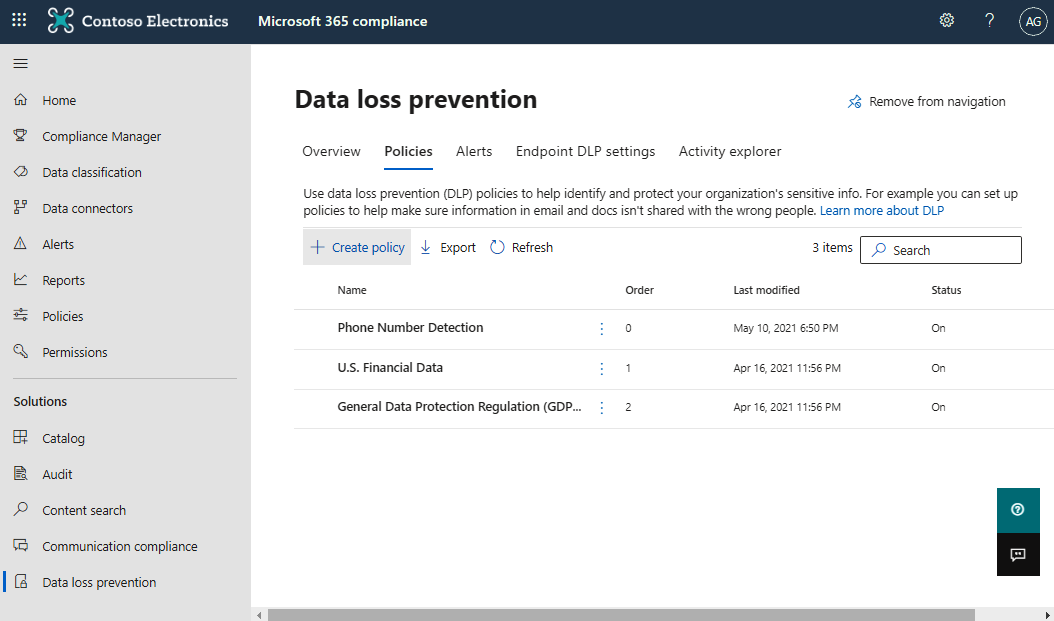 Contoso Electronics
Microsoft 365 compliance
?
AG
Home
Compliance Manager
Data classification
Data connectors
Alerts
Reports
Policies
Permissions
Solutions
Catalog
Audit
Content search
Communication compliance
Data loss prevention
Data loss prevention
Remove from navigation
Overview Policies Alerts Endpoint DLP settings Activity explorer
Use data loss prevention (DLP) policies to help identify and protect your organization's sensitive info. For example you can set up
policies to help make sure information in email and docs isn't shared with the wrong people. Learn more about DLP
+ Create policy Export Refresh 3 items Search
Name Order Last modified Status
Phone Number Detection 0 May 10, 2021 6:50 PM On
U.S. Financial Data 1 Apr 16, 2021 11:56 PM On
General Data Protection Regulation (GDP... 2 Apr 16, 2021 11:56 PM On